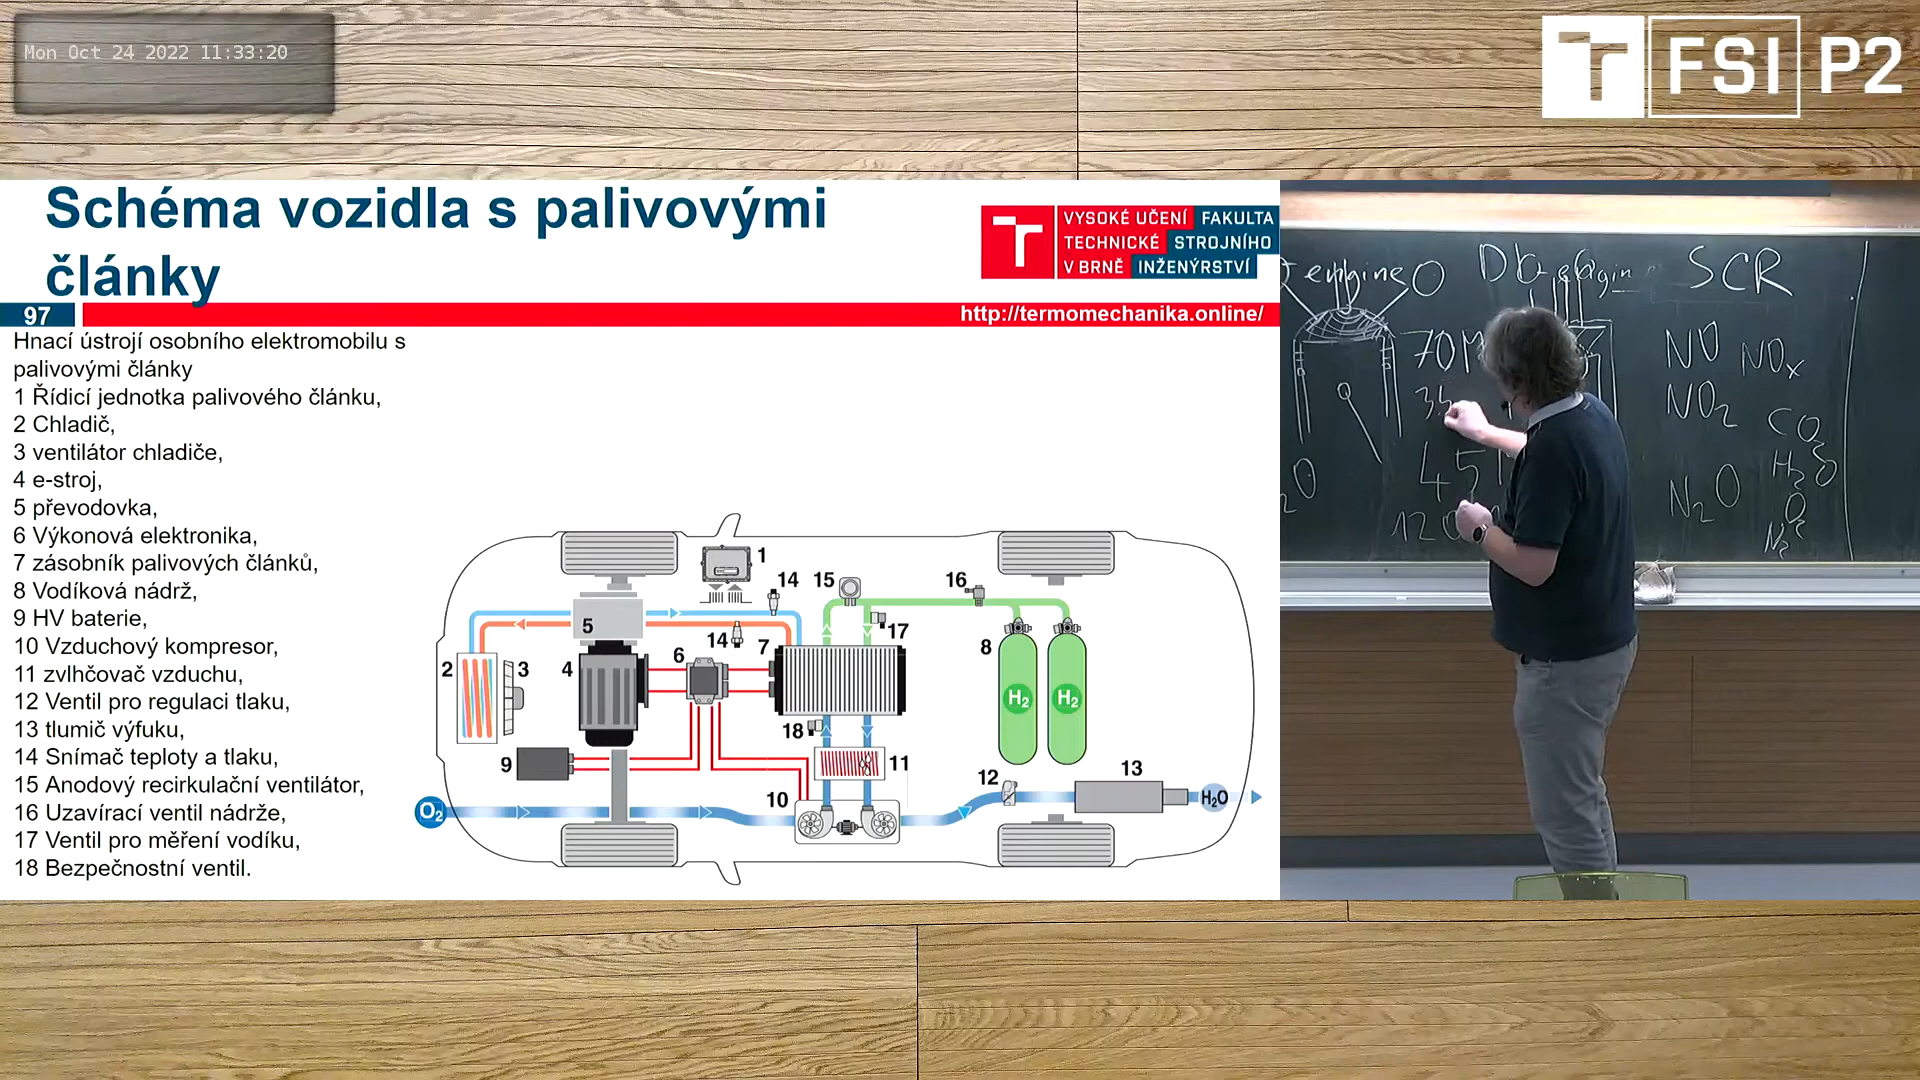 Mon Oct 24 2022 11:33:20
T FSI P2
Schéma vozidla s palivovými
články
VYSOKÉ UČENÍ FAKULTA
TECHNICKÉ STROJNÍHO
V BRNĚ INŽENÝRSTVÍ
97
http://termomechanika.online/
Hnací ústrojí osobního elektromobilu s
palivovými články
1 Řídicí jednotka palivového článku,
2 Chladič,
3 ventilátor chladiče,
4 e-stroj,
5 převodovka,
6 Výkonová elektronika,
7 zásobník palivových článků,
8 Vodíková nádrž,
9 HV baterie,
10 Vzduchový kompresor,
11 zvlhčovač vzduchu,
12 Ventil pro regulaci tlaku,
13 tlumič výfuku,
14 Snímač teploty a tlaku,
15 Anodový recirkulační ventilátor,
16 Uzavírací ventil nádrže,
17 Ventil pro měření vodíku,
18 Bezpečnostní ventil.
1
14
15
16
5
14
7
17
2
3
4
6
8
H2
H2
18
9
11
12
13
10
O2
H2O
engine
SCR
70
NO NOx
NO2
CO2
45
H2O
N2O
O2
120
N2